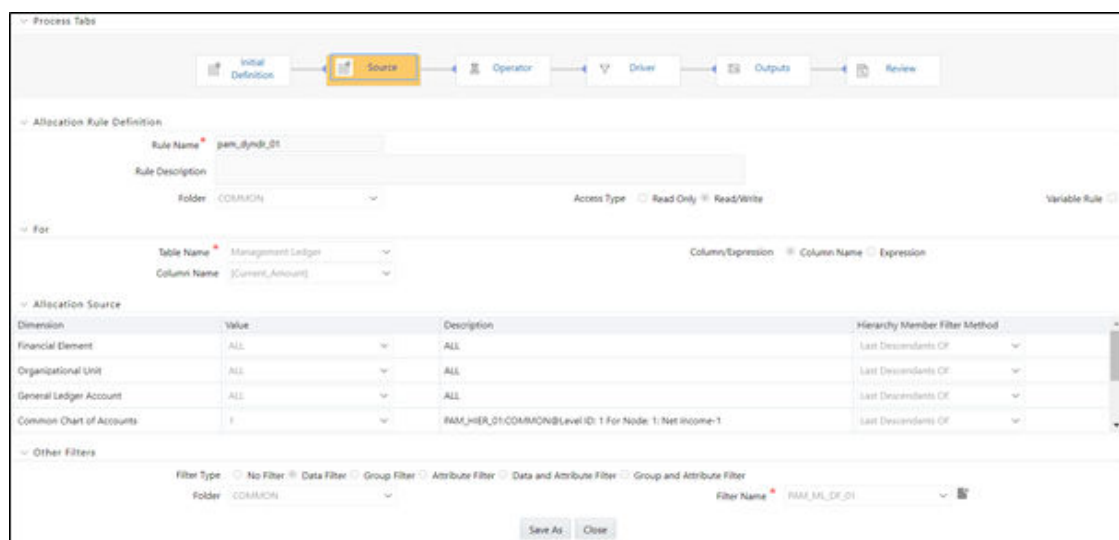 Process Tabs
Initial Definition Source Operator Driver Outputs Review
Allocation Rule Definition
Rule Name * pam_dyndr_01
Rule Description
Folder COMMON Access Type Read Only Read/Write Variable Rule
For
Table Name * Management Ledger Column/Expression Column Name Expression
Column Name [Current_Amount]
Allocation Source
Dimension Value Description Hierarchy Member Filter Method
Financial Element ALL ALL Last Descendants Of
Organizational Unit ALL ALL Last Descendants Of
General Ledger Account ALL ALL Last Descendants Of
Common Chart of Accounts 1 PAM_HIER_01:COMMON@Level ID: 1 For Node: 1: Net Income-1 Last Descendants Of
Other Filters
Filter Type No Filter Data Filter Group Filter Attribute Filter Data and Attribute Filter Group and Attribute Filter
Folder COMMON Filter Name * PAM_ML_DF_01
Save As Close